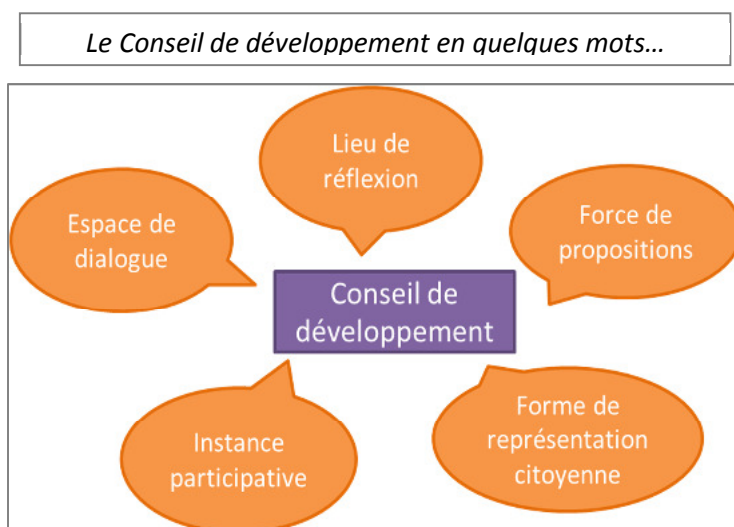 Le Conseil de développement en quelques mots…
Lieu de
réflexion
Espace de
dialogue
Force de
propositions
Conseil de
développement
Instance
participative
Forme de
représentation
citoyenne